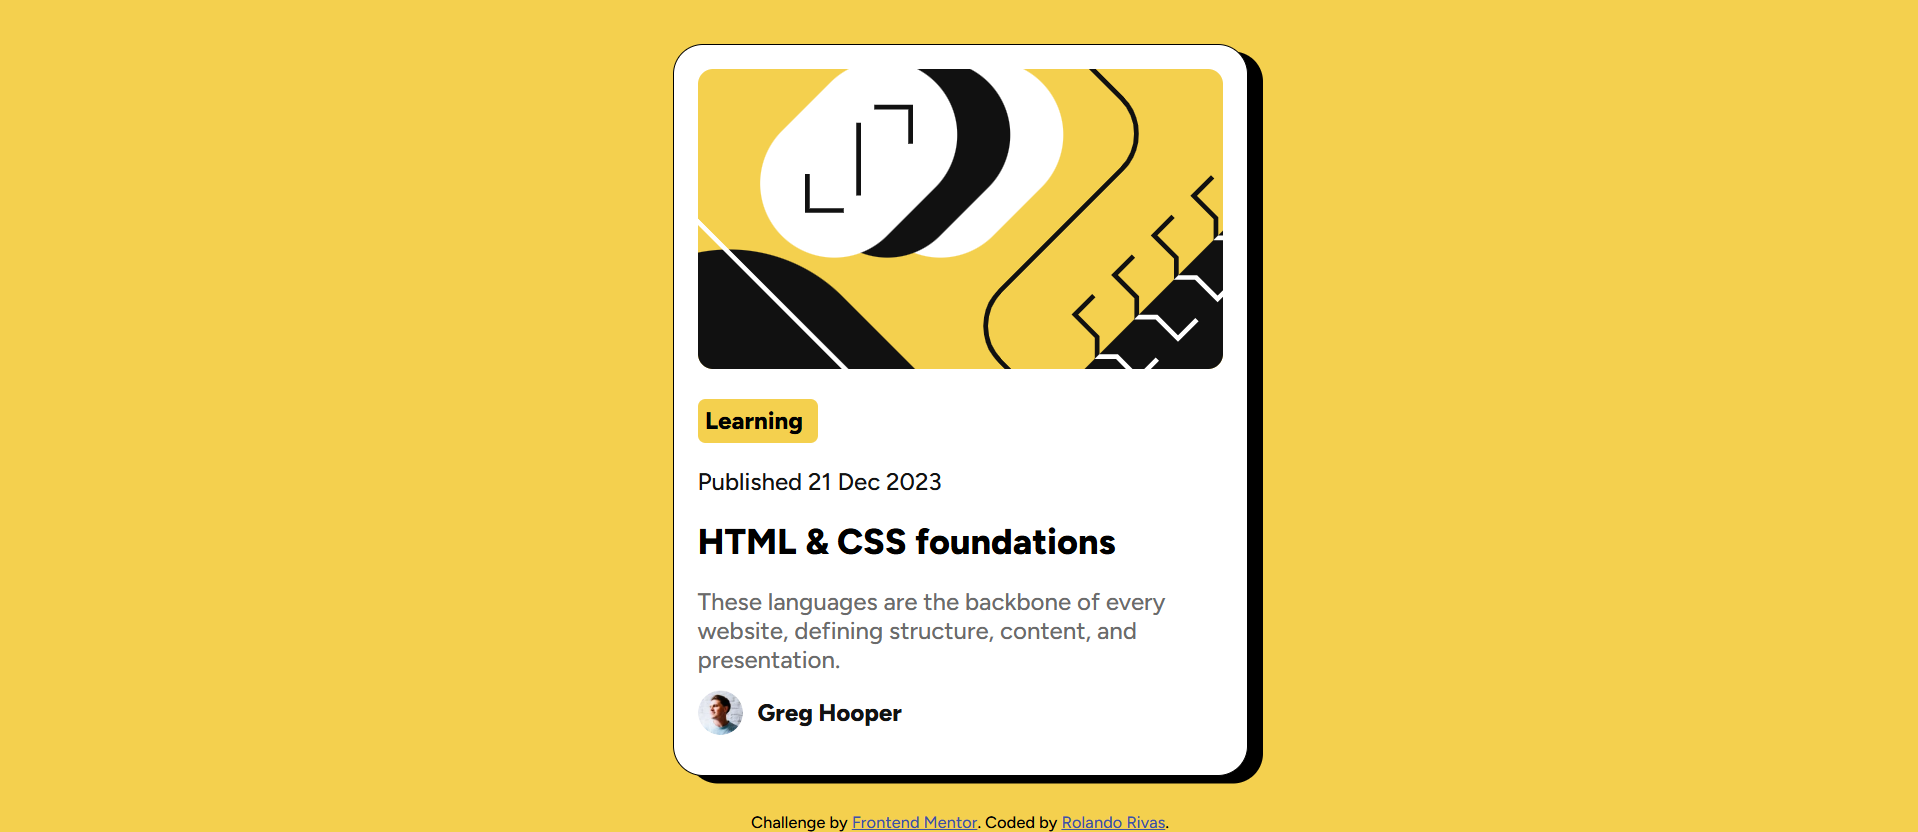 Learning
Published 21 Dec 2023
HTML & CSS foundations
These languages are the backbone of every
website, defining structure, content, and
presentation.
Greg Hooper
Challenge by Frontend Mentor. Coded by Rolando Rivas.